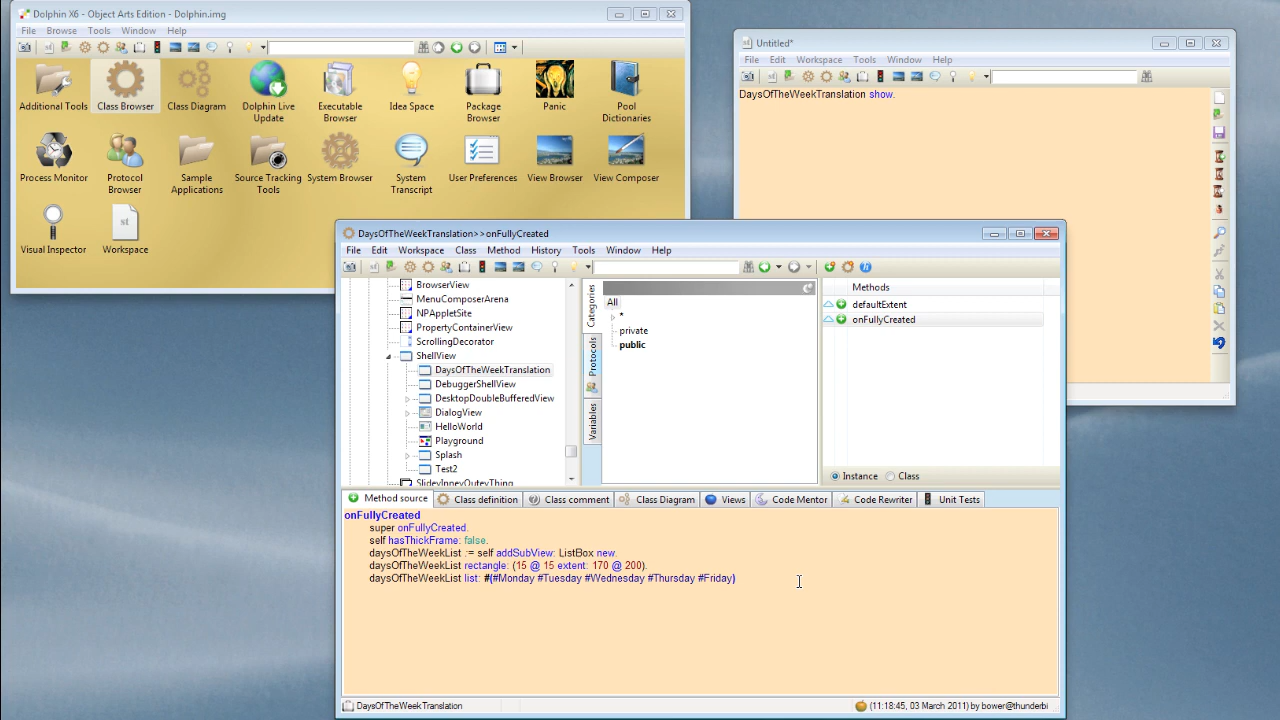 Dolphin X6 - Object Arts Edition - Dolphin.img
File Browse Tools Window Help
Additional Tools
Class Browser
Class Diagram
Dolphin Live Update
Executable Browser
Idea Space
Package Browser
Panic
Pool Dictionaries
Process Monitor
Protocol Browser
Sample Applications
Source Tracking Tools
System Browser
System Transcript
User Preferences
View Browser
View Composer
Visual Inspector
st
Workspace
Untitled*
File Edit Workspace Tools Window Help
DaysOfTheWeekTranslation show.
DaysOfTheWeekTranslation>>onFullyCreated
File Edit Workspace Class Method History Tools Window Help
BrowserView
MenuComposerArena
NPAppletSite
PropertyContainerView
ScrollingDecorator
ShellView
DaysOfTheWeekTranslation
DebuggerShellView
DesktopDoubleBufferedView
DialogView
HelloWorld
Playground
Splash
Test2
SlideyInneyOuteyThing
Categories
Protocols
Variables
All
*
private
public
Methods
defaultExtent
onFullyCreated
Instance Class
Method source Class definition Class comment Class Diagram Views Code Mentor Code Rewriter Unit Tests
onFullyCreated
super onFullyCreated.
self hasThickFrame: false.
daysOfTheWeekList := self addSubView: ListBox new.
daysOfTheWeekList rectangle: (15 @ 15 extent: 170 @ 200).
daysOfTheWeekList list: #(#Monday #Tuesday #Wednesday #Thursday #Friday)
DaysOfTheWeekTranslation
(11:18:45, 03 March 2011) by bower@thunderbi